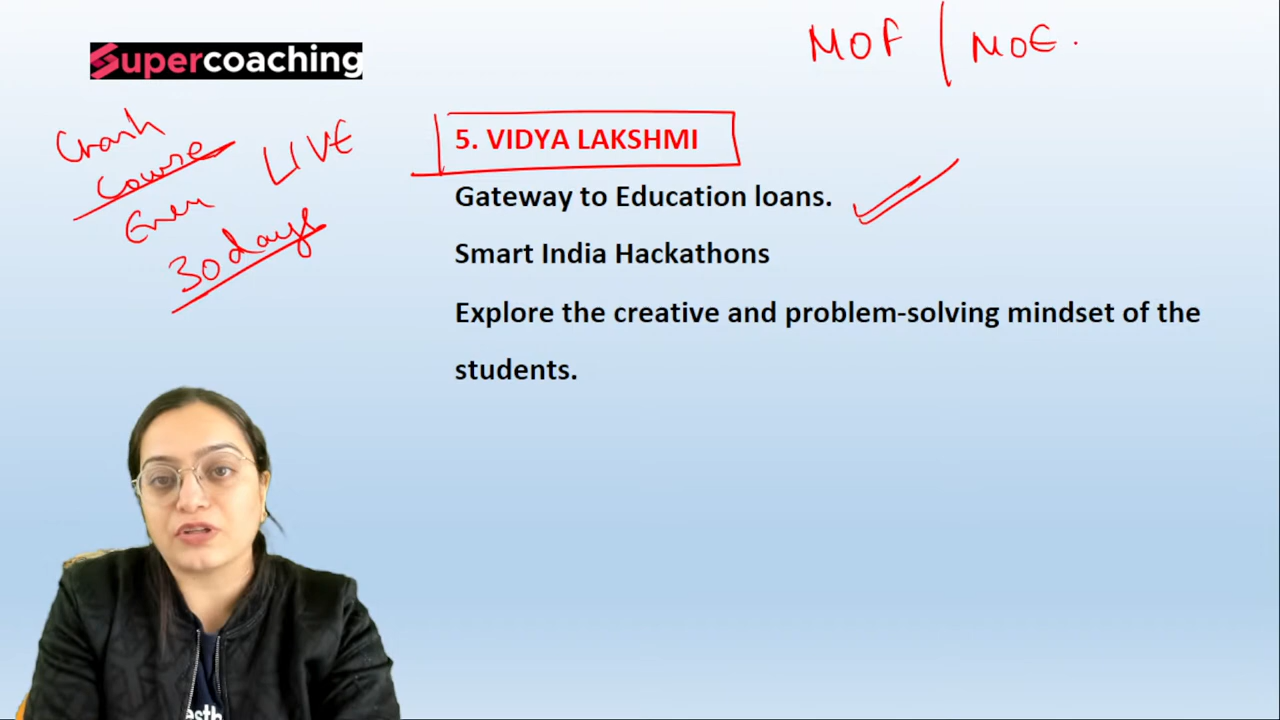 MOF | MOE.
Supercoaching
Crash
Course
LIVE
30 days
5. VIDYA LAKSHMI
Gateway to Education loans.
Smart India Hackathons
Explore the creative and problem-solving mindset of the
students.